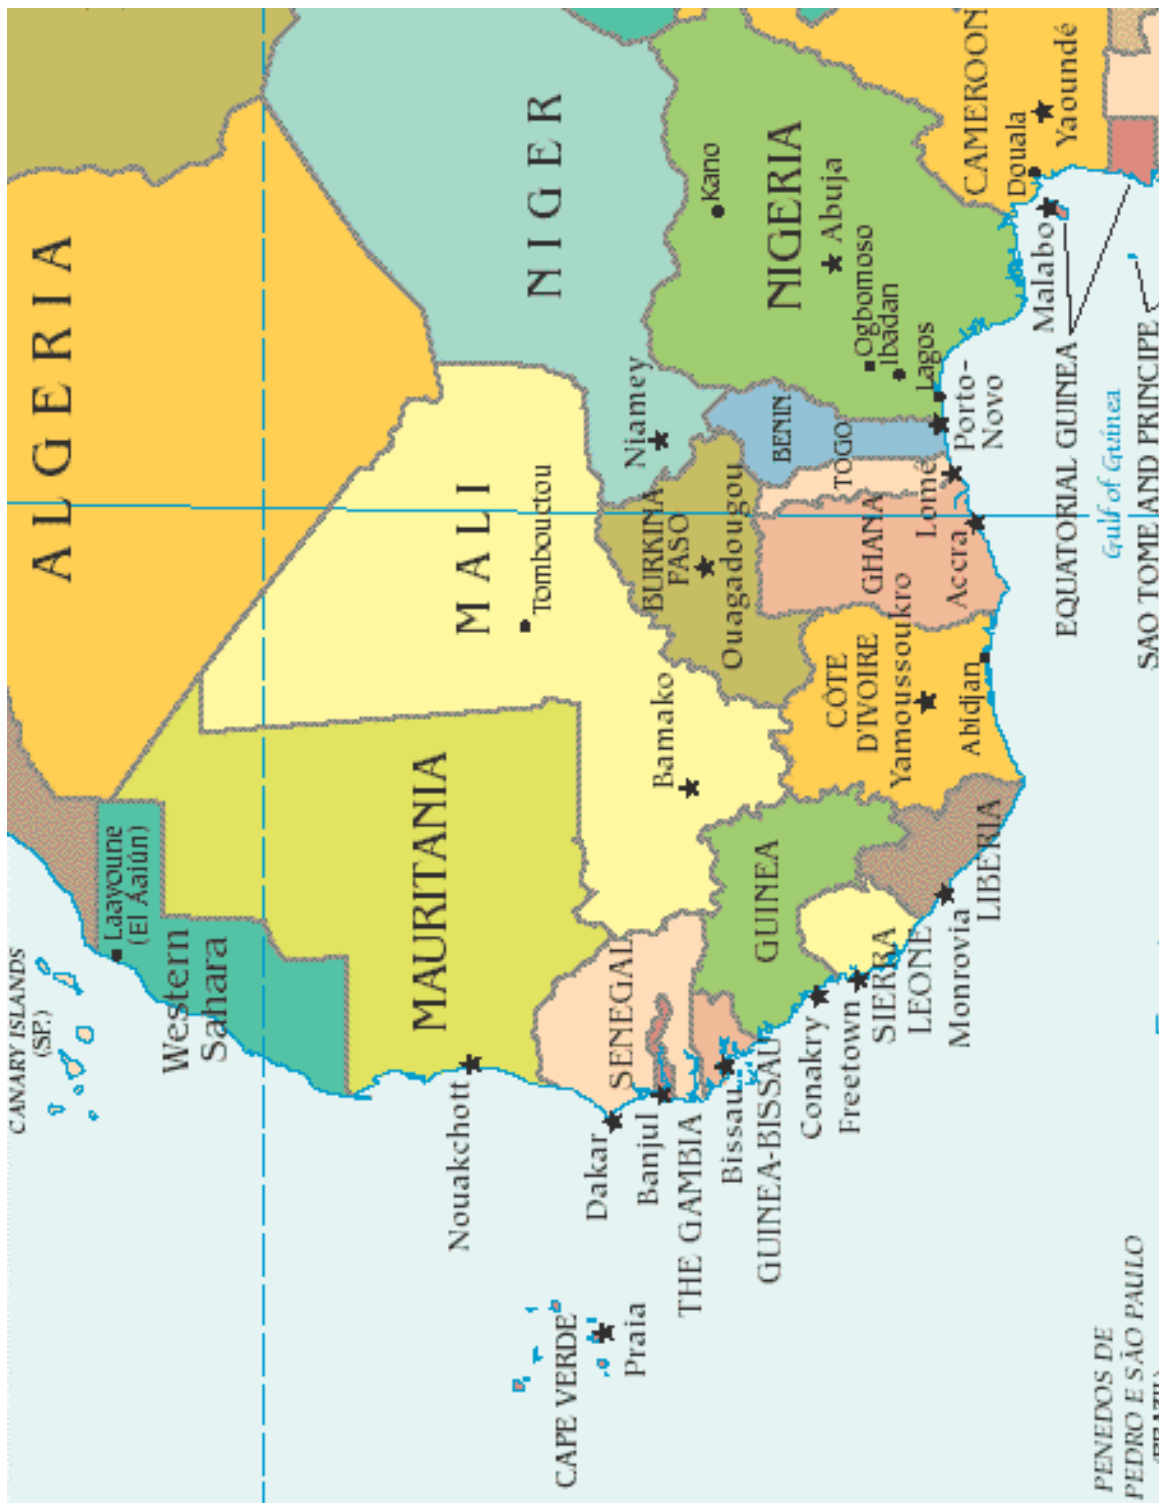 CANARY ISLANDS
(SP.)
Laayoune
(El Áaiún)
Western
Sahara
ALGERIA
MAURITANIA
Nouakchott
MALI
Tombouctou
Bamako
NIGER
Niamey
CAPE VERDE
Praia
SENEGAL
Dakar
Banjul
THE GAMBIA
Bissau
GUINEA-BISSAU
GUINEA
Conakry
Freetown
SIERRA
LEONE
Monrovia
LIBERIA
BURKINA
FASO
Ouagadougou
CÔTE
D'IVOIRE
Yamoussoukro
Abidjan
GHANA
Accra
TOGO
Lomé
BENIN
Porto-
Novo
NIGERIA
Kano
Abuja
Ogbomoso
Ibadan
Lagos
CAMEROON
Douala
Yaoundé
Malabo
EQUATORIAL GUINEA
Gulf of Guinea
SAO TOME AND PRINCIPE
PENEDOS DE
PEDRO E SÃO PAULO